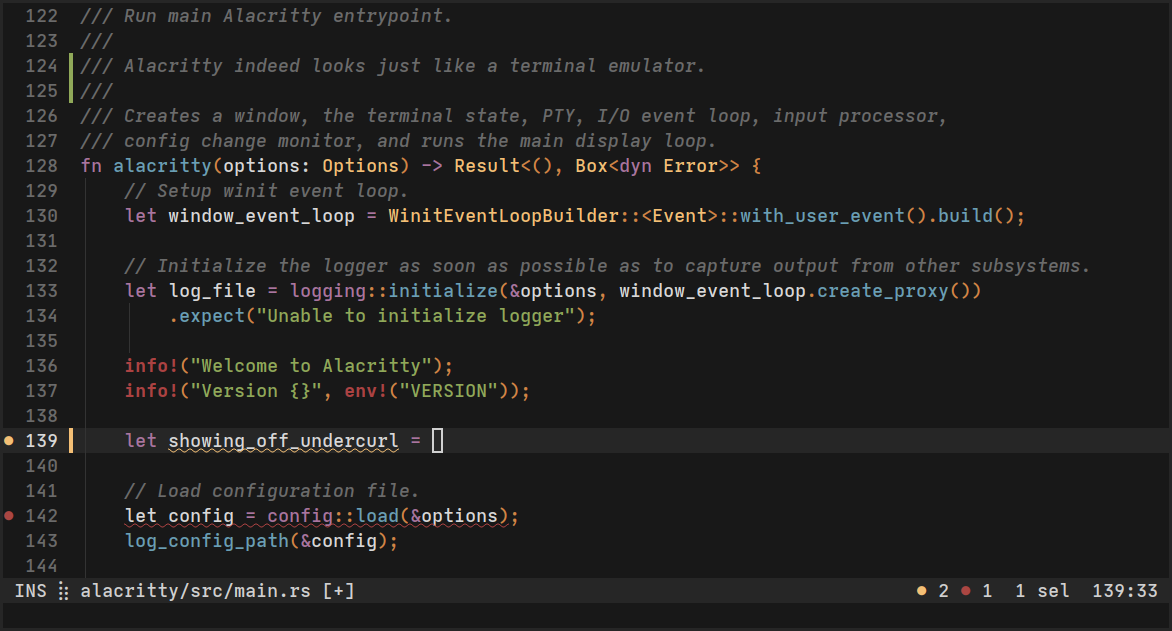 122 /// Run main Alacritty entrypoint.
123 ///
124 /// Alacritty indeed looks just like a terminal emulator.
125 ///
126 /// Creates a window, the terminal state, PTY, I/O event loop, input processor,
127 /// config change monitor, and runs the main display loop.
128 fn alacritty(options: Options) -> Result<(), Box<dyn Error>> {
129     // Setup winit event loop.
130     let window_event_loop = WinitEventLoopBuilder::<Event>::with_user_event().build();
131
132     // Initialize the logger as soon as possible as to capture output from other subsystems.
133     let log_file = logging::initialize(&options, window_event_loop.create_proxy())
134         .expect("Unable to initialize logger");
135
136     info!("Welcome to Alacritty");
137     info!("Version {}", env!("VERSION"));
138
● 139     let showing_off_undercurl =
140
141     // Load configuration file.
● 142     let config = config::load(&options);
143     log_config_path(&config);
144
INS ⣾ alacritty/src/main.rs [+] ● 2 ● 1 1 sel 139:33